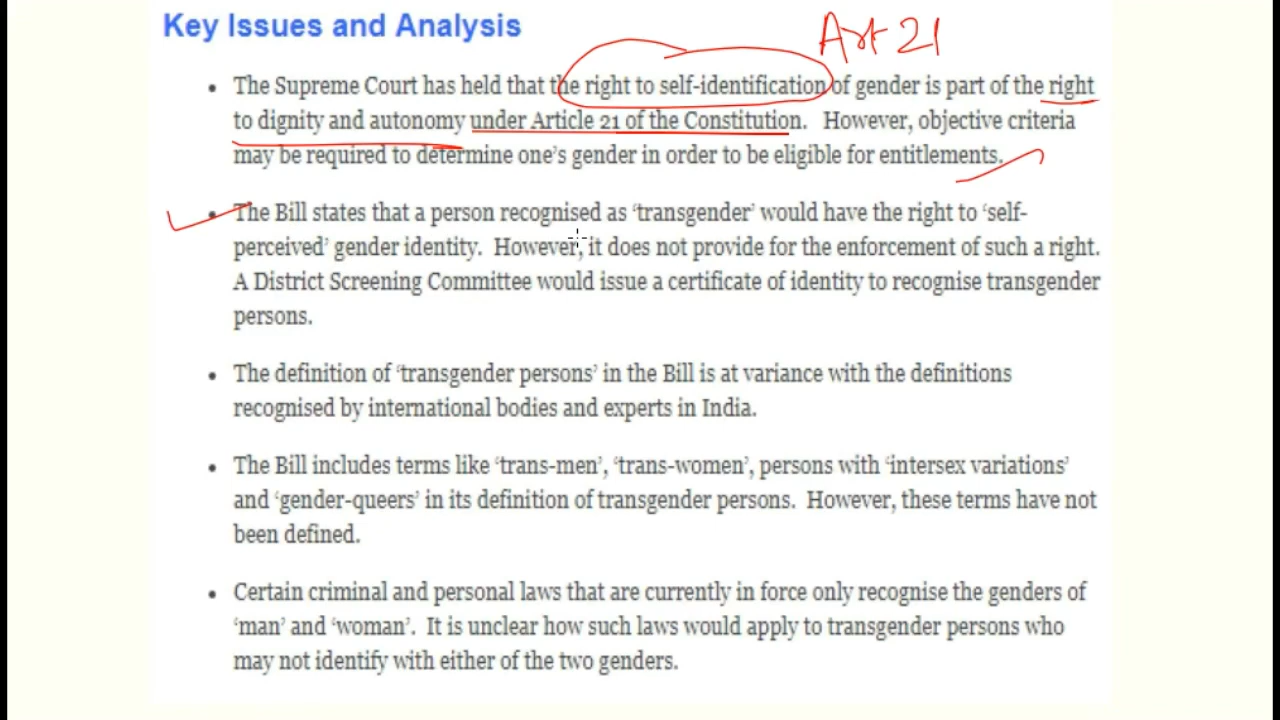 Key Issues and Analysis
Art 21
• The Supreme Court has held that the right to self-identification of gender is part of the right
to dignity and autonomy under Article 21 of the Constitution. However, objective criteria
may be required to determine one's gender in order to be eligible for entitlements.
• The Bill states that a person recognised as ‘transgender’ would have the right to ‘self-
perceived’ gender identity. However, it does not provide for the enforcement of such a right.
A District Screening Committee would issue a certificate of identity to recognise transgender
persons.
• The definition of ‘transgender persons’ in the Bill is at variance with the definitions
recognised by international bodies and experts in India.
• The Bill includes terms like ‘trans-men’, ‘trans-women’, persons with ‘intersex variations’
and ‘gender-queers’ in its definition of transgender persons. However, these terms have not
been defined.
• Certain criminal and personal laws that are currently in force only recognise the genders of
‘man’ and ‘woman’. It is unclear how such laws would apply to transgender persons who
may not identify with either of the two genders.